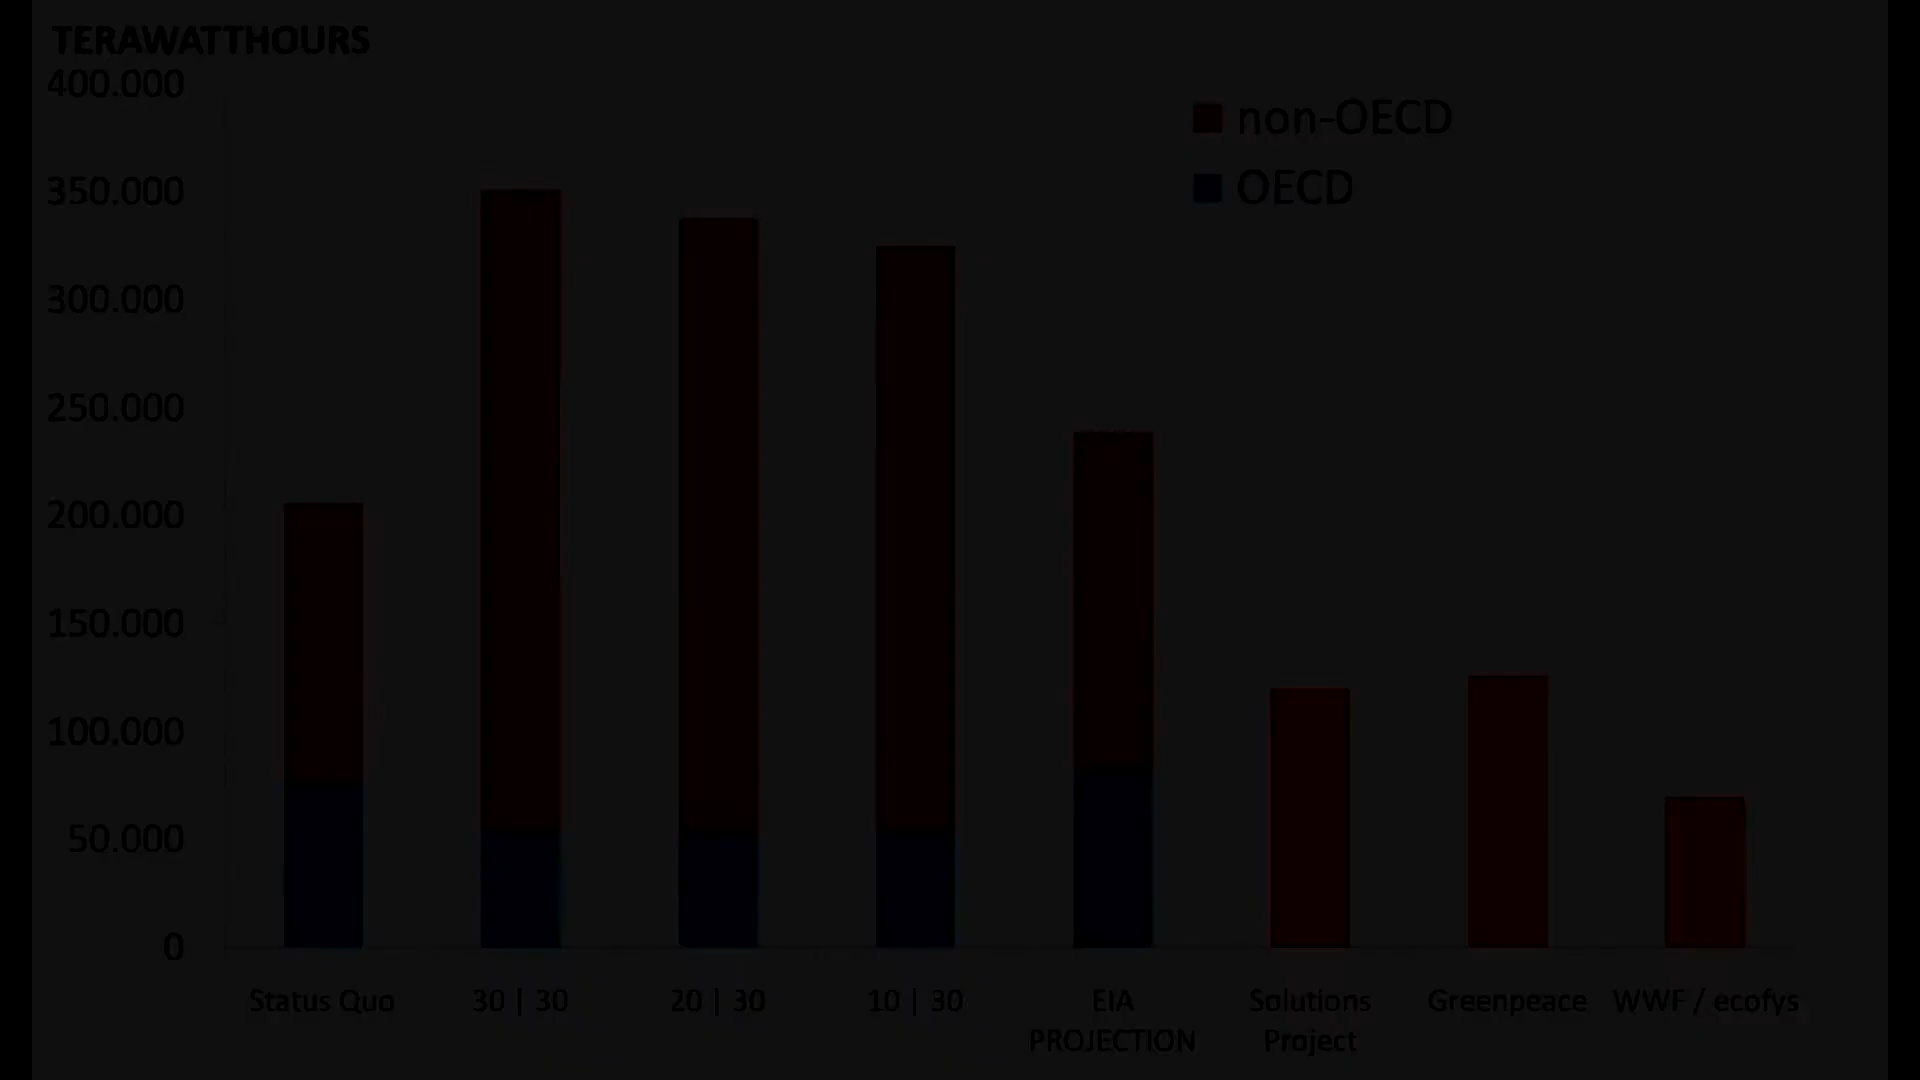 TERAWATTHOURS
400.000
350.000
300.000
250.000
200.000
150.000
100.000
50.000
0
non-OECD
OECD
Status Quo
30 | 30
20 | 30
10 | 30
EIA
PROJECTION
Solutions
Project
Greenpeace
WWF / ecofys